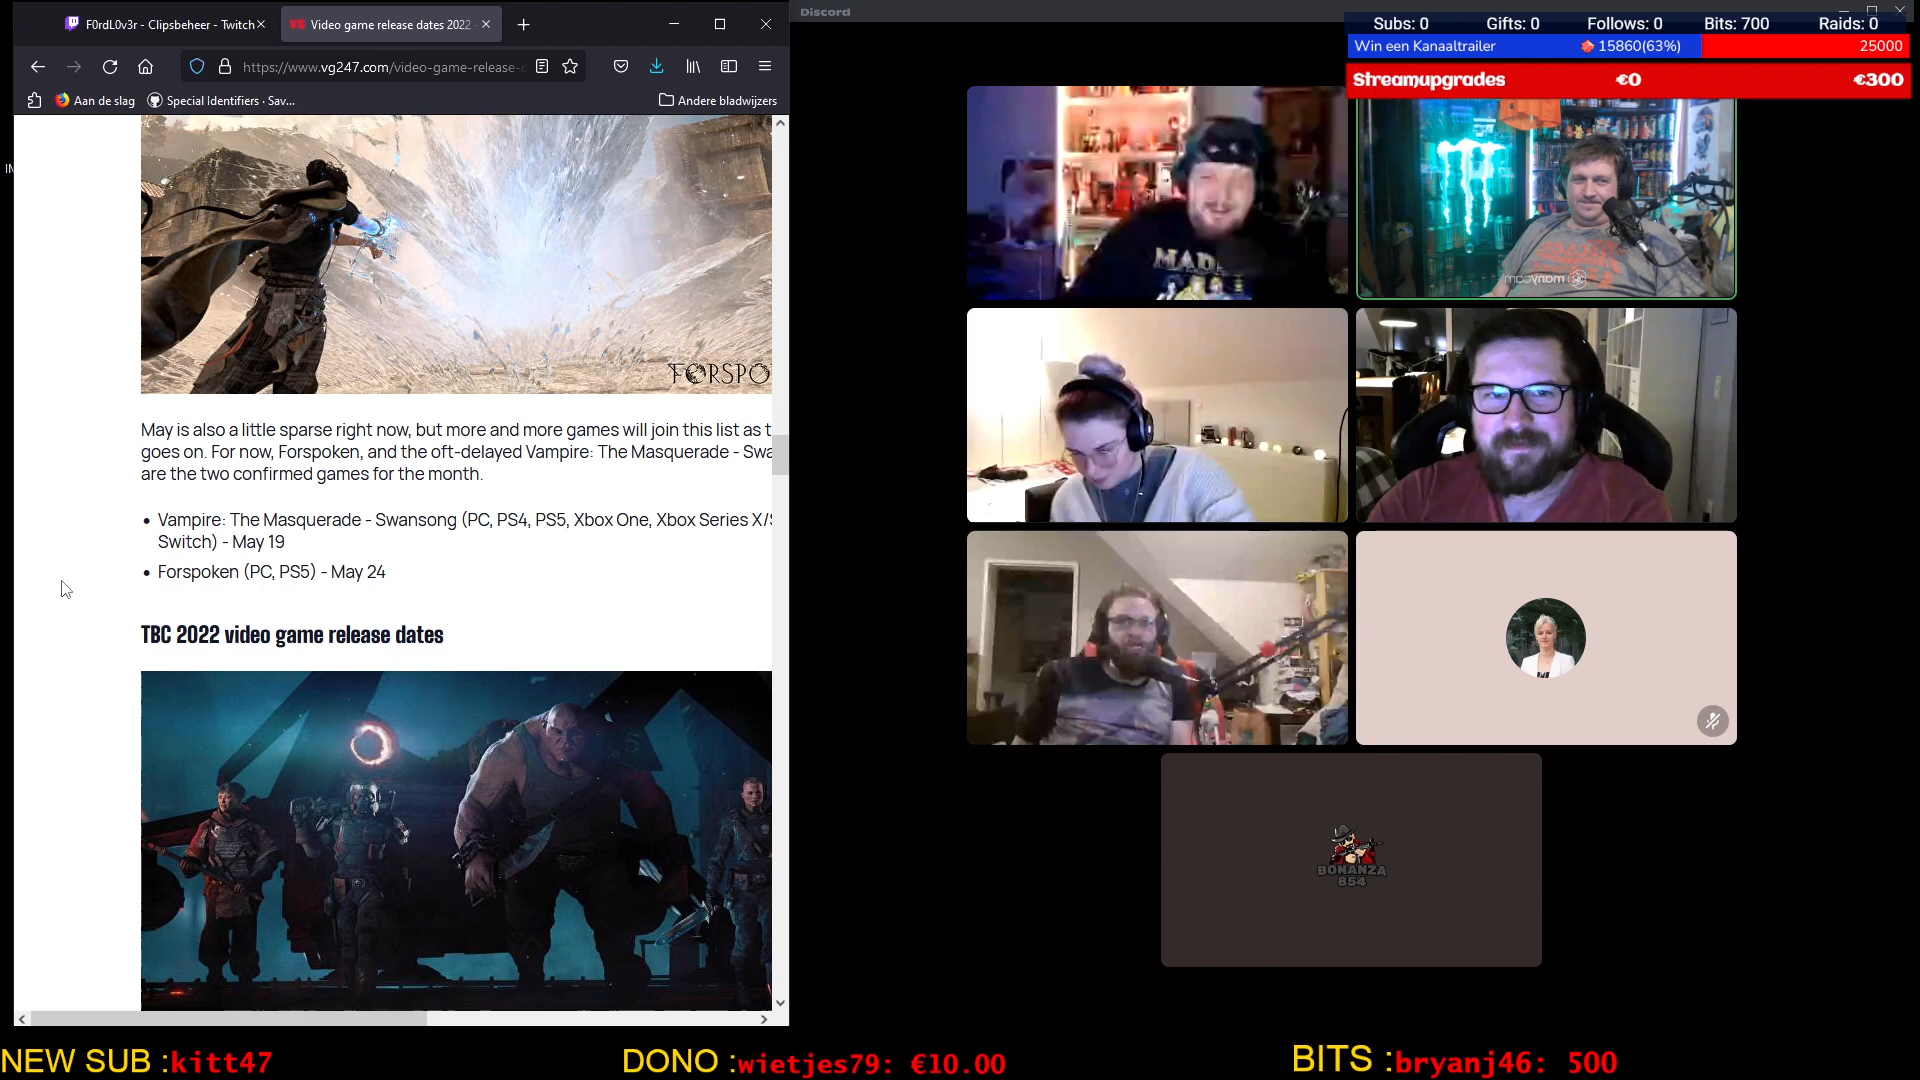 F0rdL0v3r - Clipsbeheer - Twitch
Video game release dates 2022 -
https://www.vg247.com/video-game-release-
Aan de slag
Special Identifiers · Sav...
Andere bladwijzers
FORSPO
May is also a little sparse right now, but more and more games will join this list as t
goes on. For now, Forspoken, and the oft-delayed Vampire: The Masquerade - Swa
are the two confirmed games for the month.
• Vampire: The Masquerade - Swansong (PC, PS4, PS5, Xbox One, Xbox Series X/S
Switch) - May 19
• Forspoken (PC, PS5) - May 24
TBC 2022 video game release dates
Discord
Subs: 0 Gifts: 0 Follows: 0 Bits: 700 Raids: 0
Win een Kanaaltrailer 15860(63%) 25000
Streamupgrades €0 €300
manycam
BONANZA
854
NEW SUB :kitt47
DONO :wietjes79: €10.00
BITS :bryanj46: 500